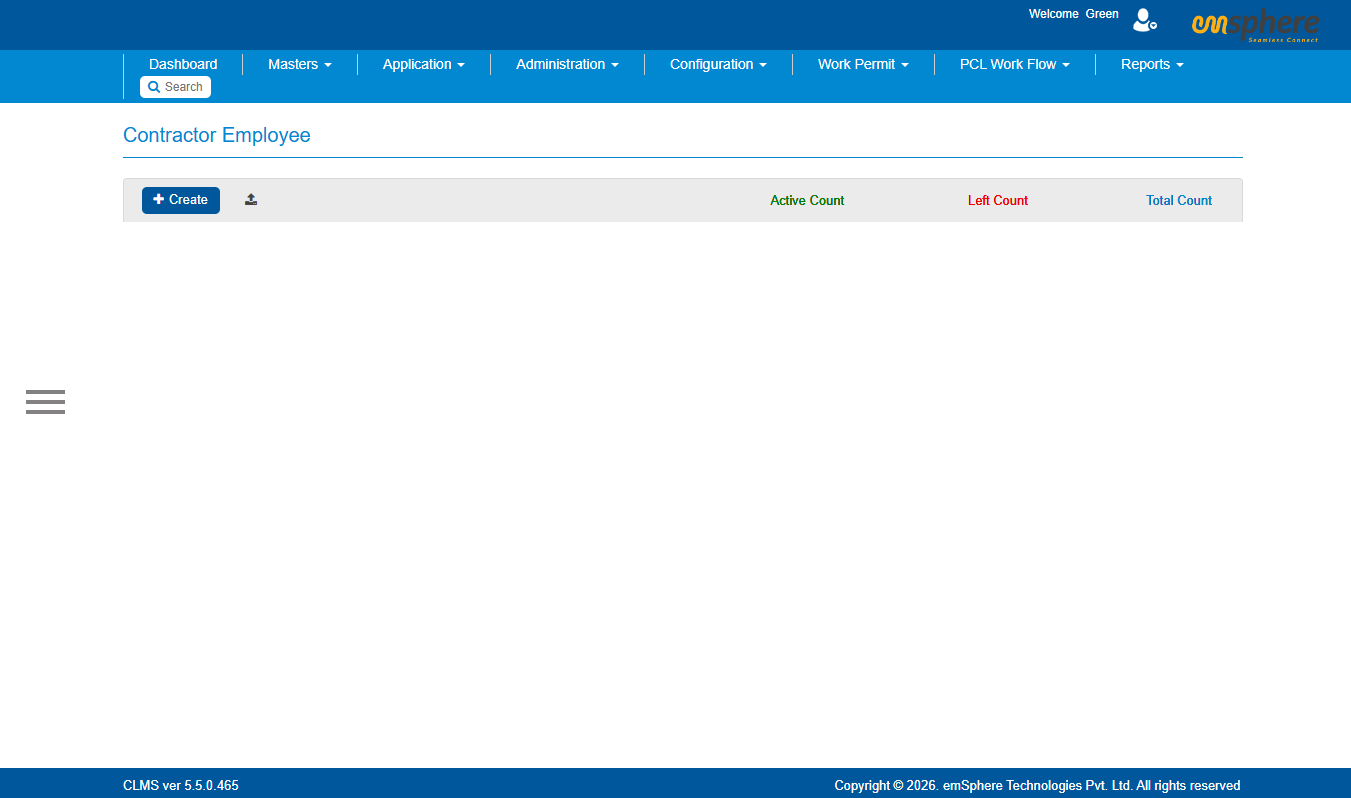 Welcome Green
emsphere
Seamless Connect
Dashboard Masters Application Administration Configuration Work Permit PCL Work Flow Reports
Search
Contractor Employee
Create Active Count Left Count Total Count
CLMS ver 5.5.0.465 Copyright © 2026. emSphere Technologies Pvt. Ltd. All rights reserved